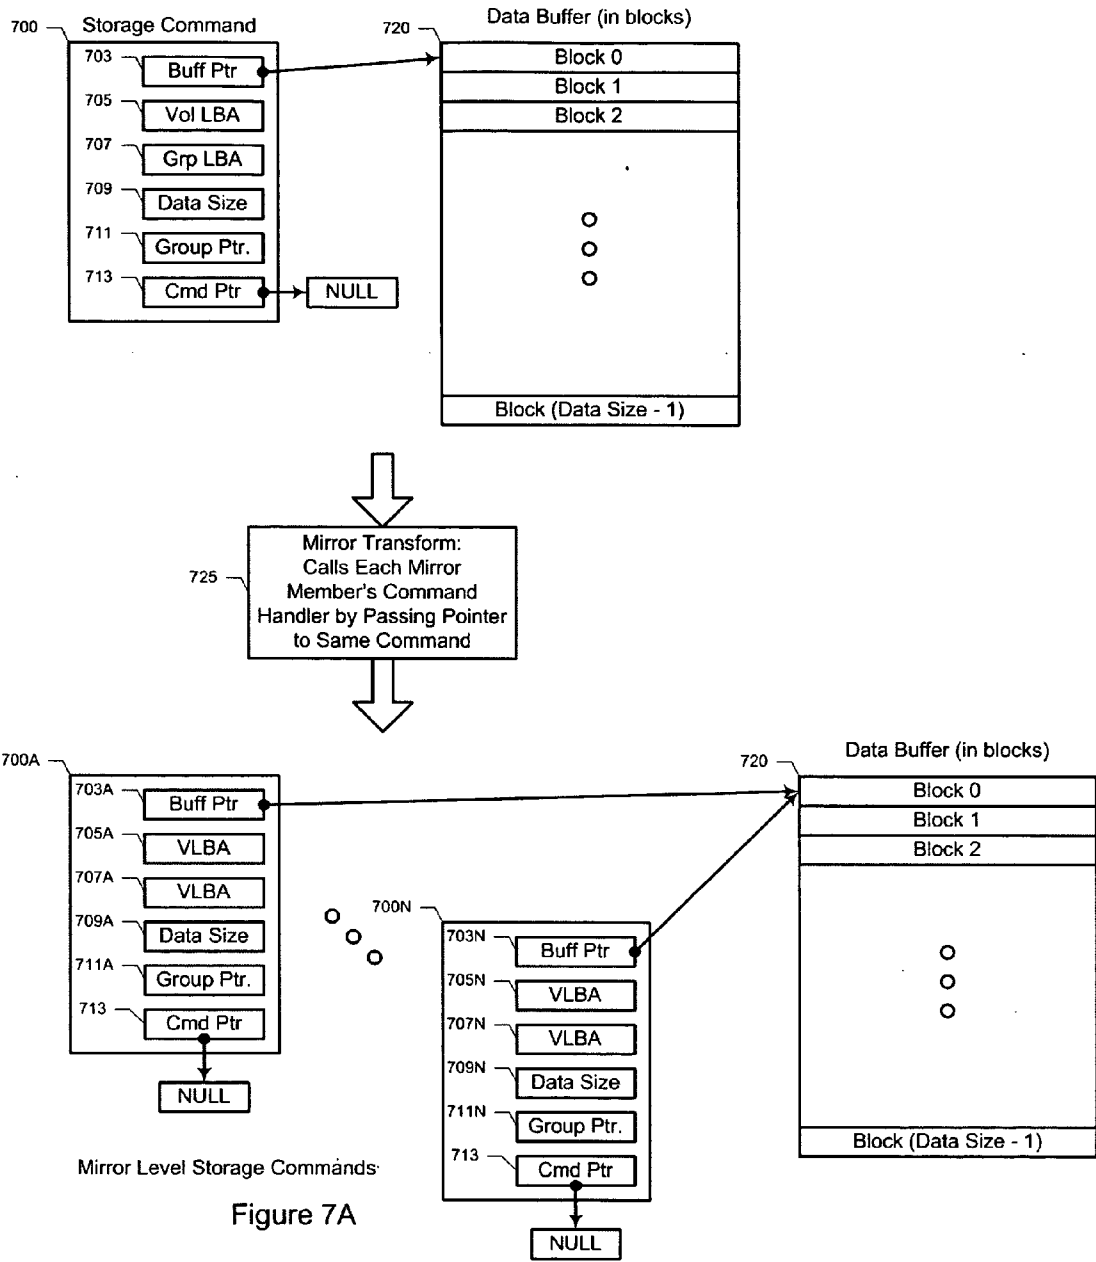 700
Storage Command
703
Buff Ptr
705
Vol LBA
707
Grp LBA
709
Data Size
711
Group Ptr.
713
Cmd Ptr
NULL
Data Buffer (in blocks)
720
Block 0
Block 1
Block 2
Block (Data Size - 1)
725
Mirror Transform:
Calls Each Mirror
Member's Command
Handler by Passing Pointer
to Same Command
700A
703A
Buff Ptr
705A
VLBA
707A
VLBA
709A
Data Size
711A
Group Ptr.
713
Cmd Ptr
NULL
700N
703N
Buff Ptr
705N
VLBA
707N
VLBA
709N
Data Size
711N
Group Ptr.
713
Cmd Ptr
NULL
Data Buffer (in blocks)
720
Block 0
Block 1
Block 2
Block (Data Size - 1)
Mirror Level Storage Commands
Figure 7A